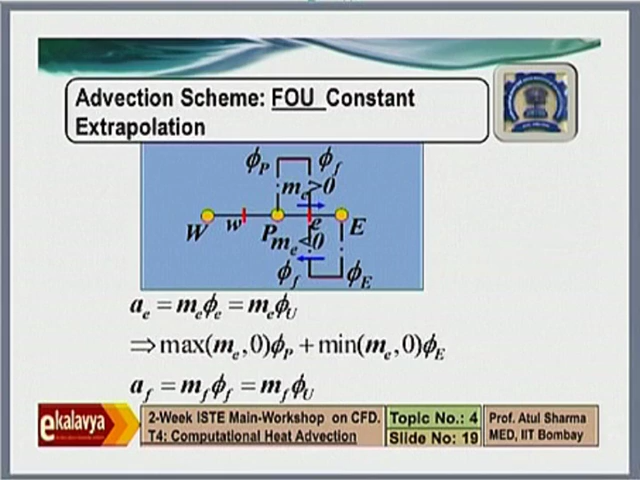 Advection Scheme: FOU Constant
Extrapolation
ϕP ϕf
me>0
W w P e E
me<0
ϕf ϕE
ae = meϕe = meϕU
⇒ max(me,0)ϕP + min(me,0)ϕE
af = mfϕf = mfϕU
ekalavya
2-Week ISTE Main-Workshop on CFD.
T4: Computational Heat Advection
Topic No.: 4
Slide No: 19
Prof. Atul Sharma
MED, IIT Bombay